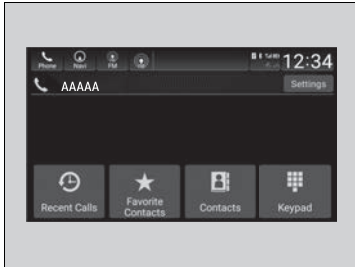 Phone Navi FM
12:34
AAAAA
Settings
Recent Calls
Favorite
Contacts
Contacts
Keypad